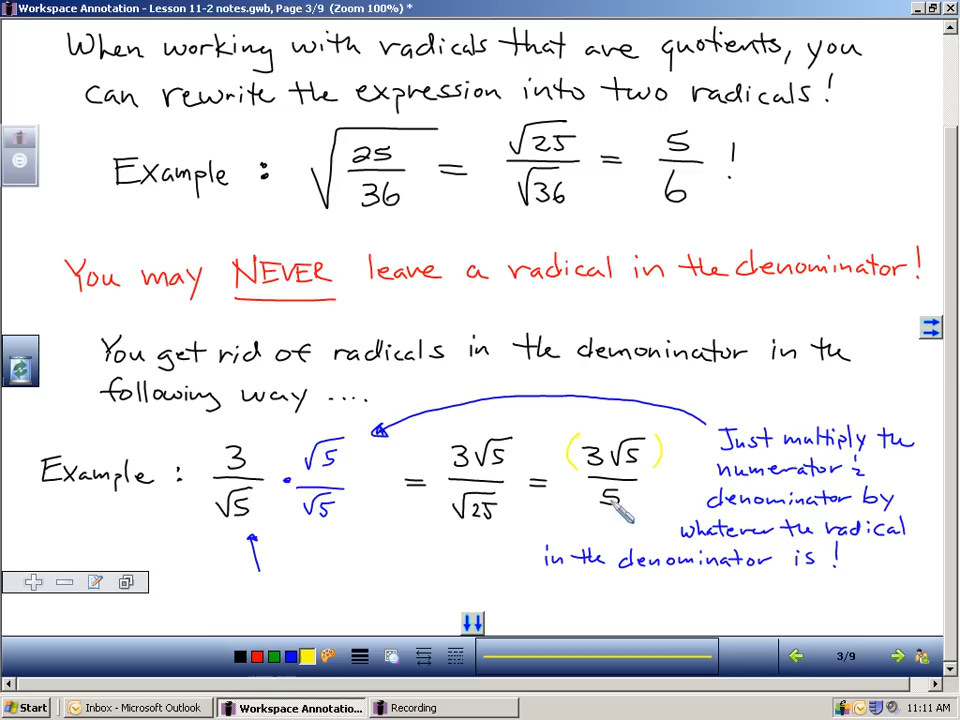 Workspace Annotation - Lesson 11-2 notes.gwb, Page 3/9 (Zoom 100%) *
When working with radicals that are quotients, you
can rewrite the expression into two radicals!
Example : √(25/36) = √25/√36 = 5/6 !
You may NEVER leave a radical in the denominator!
You get rid of radicals in the demoninator in the
following way ....
Example : 3/√5 · √5/√5 = 3√5/√25 = (3√5)/5
Just multiply the
numerator &
denominator by
whatever the radical
in the denominator is !
3/9
Start
Inbox - Microsoft Outlook
Workspace Annotatio...
Recording
11:11 AM